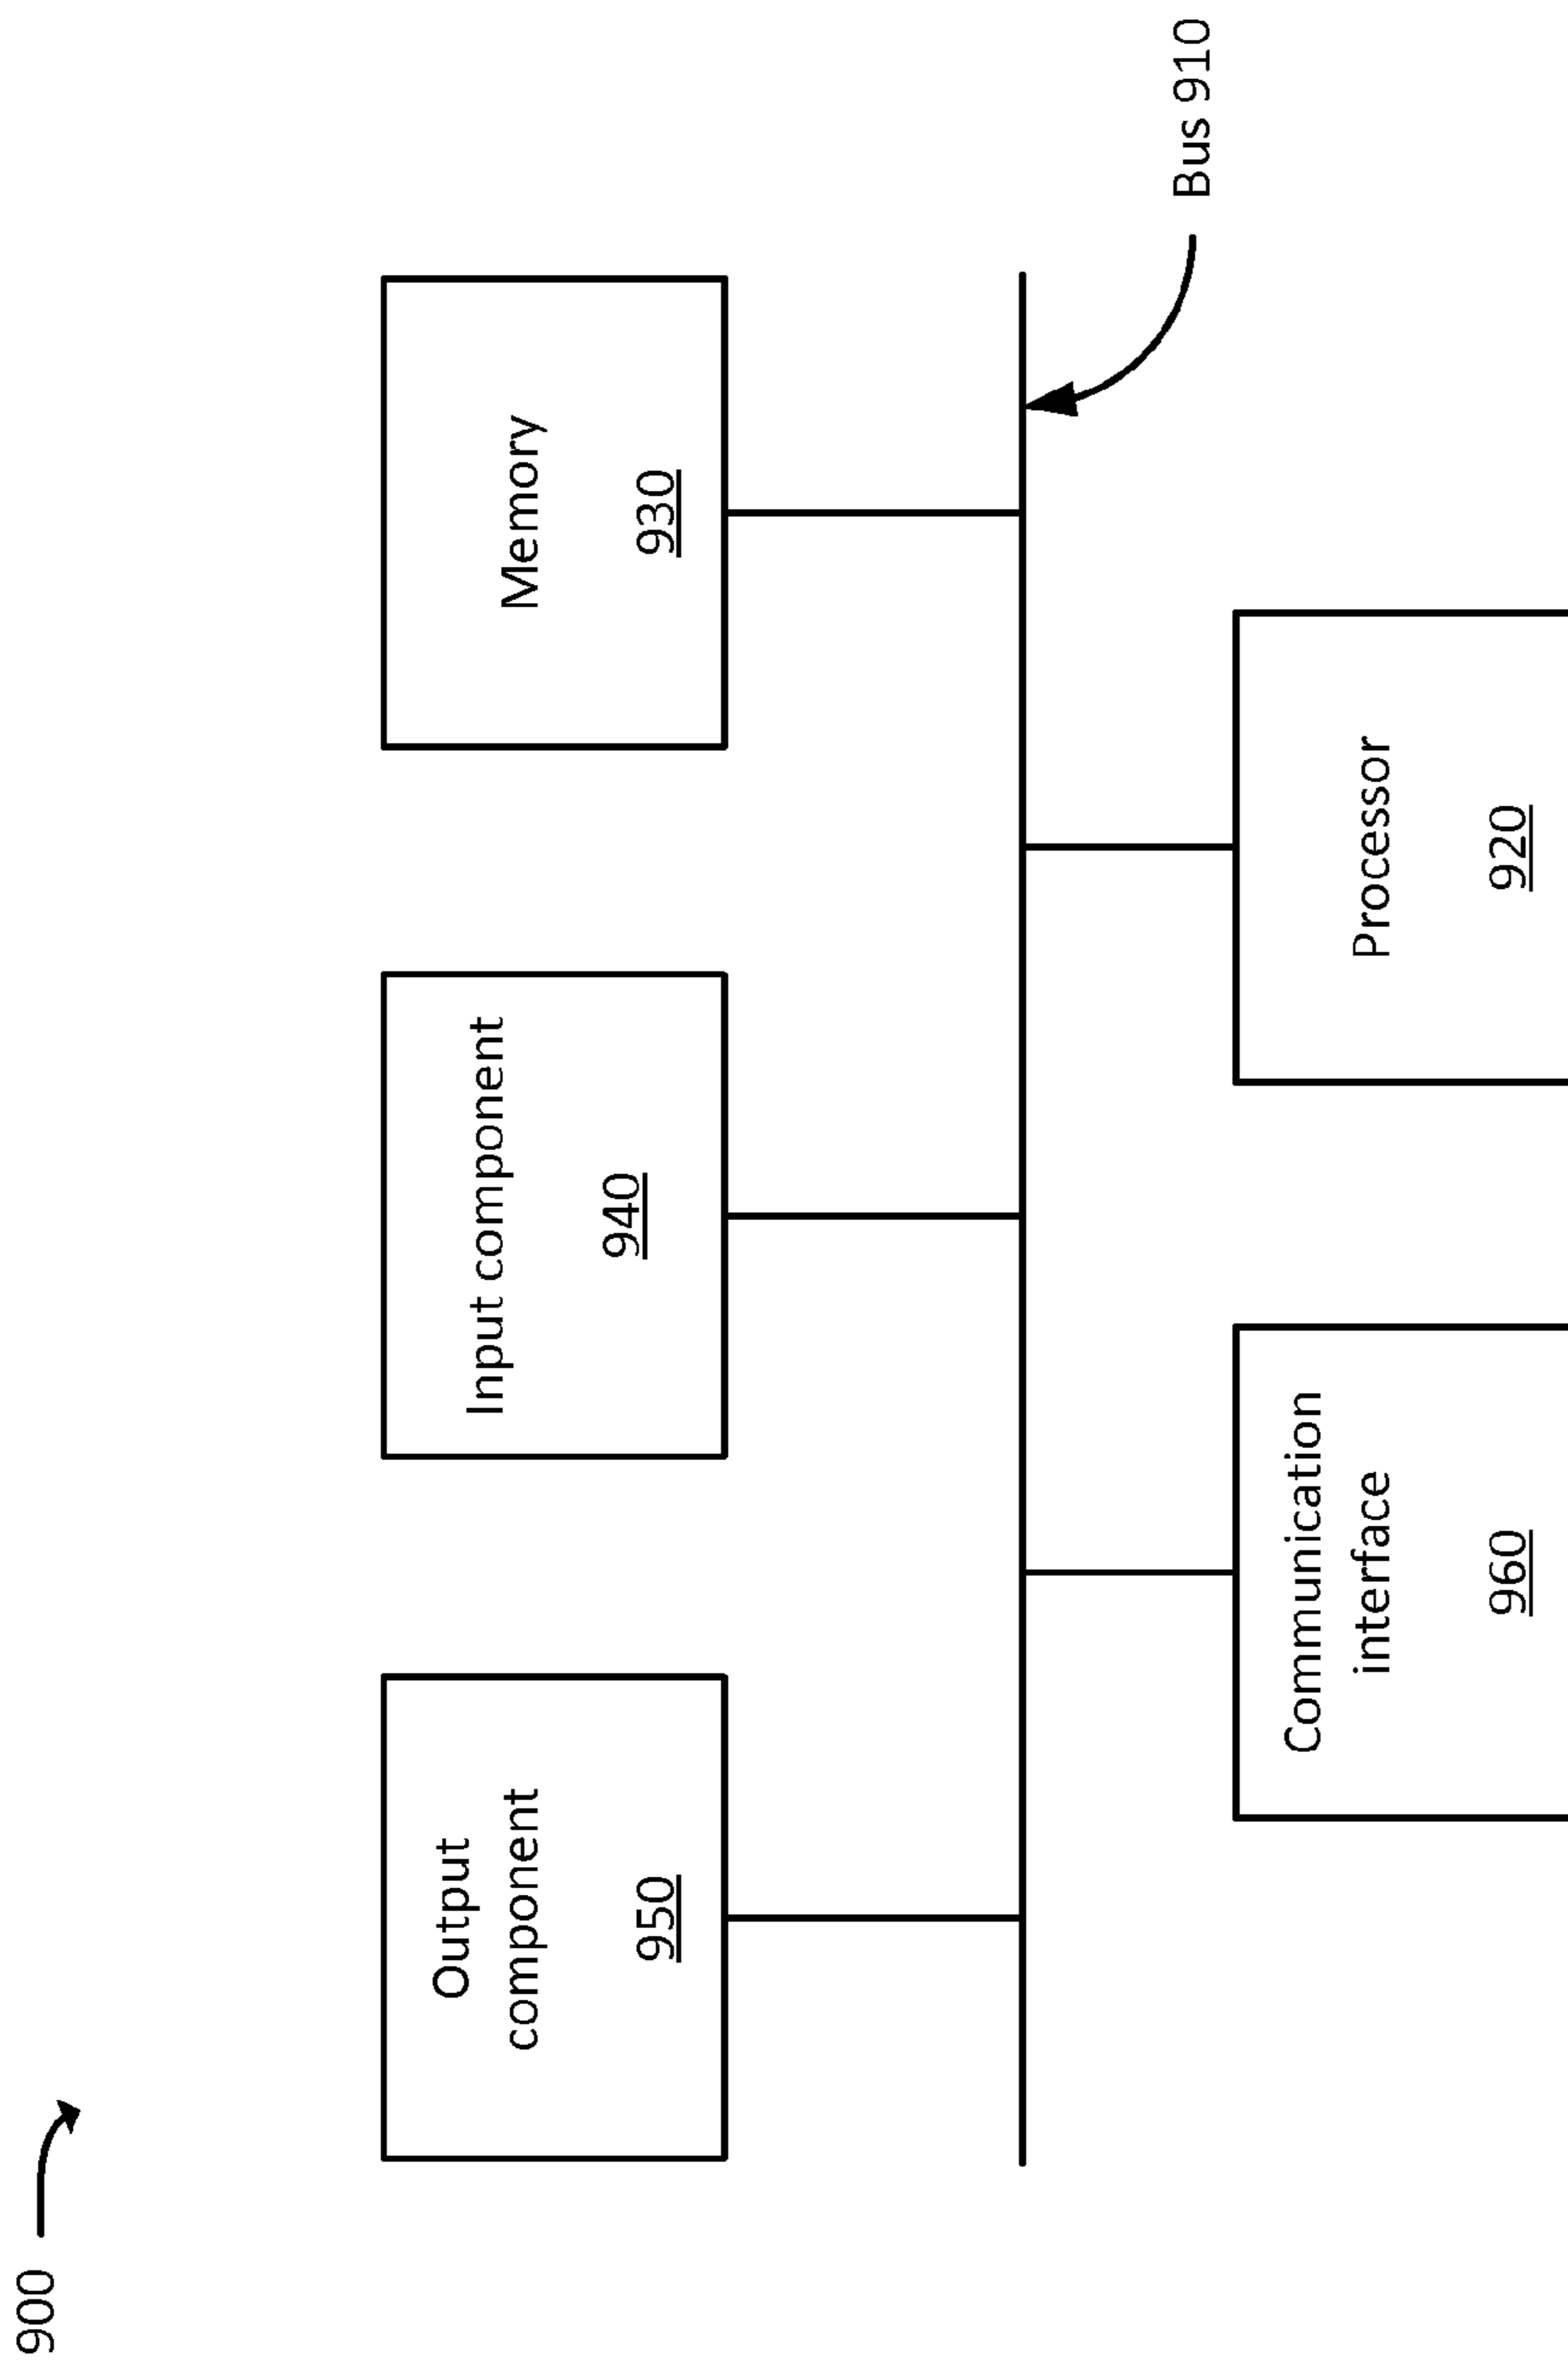 900
Output
component
950
Input component
940
Memory
930
Bus 910
Communication
interface
960
Processor
920